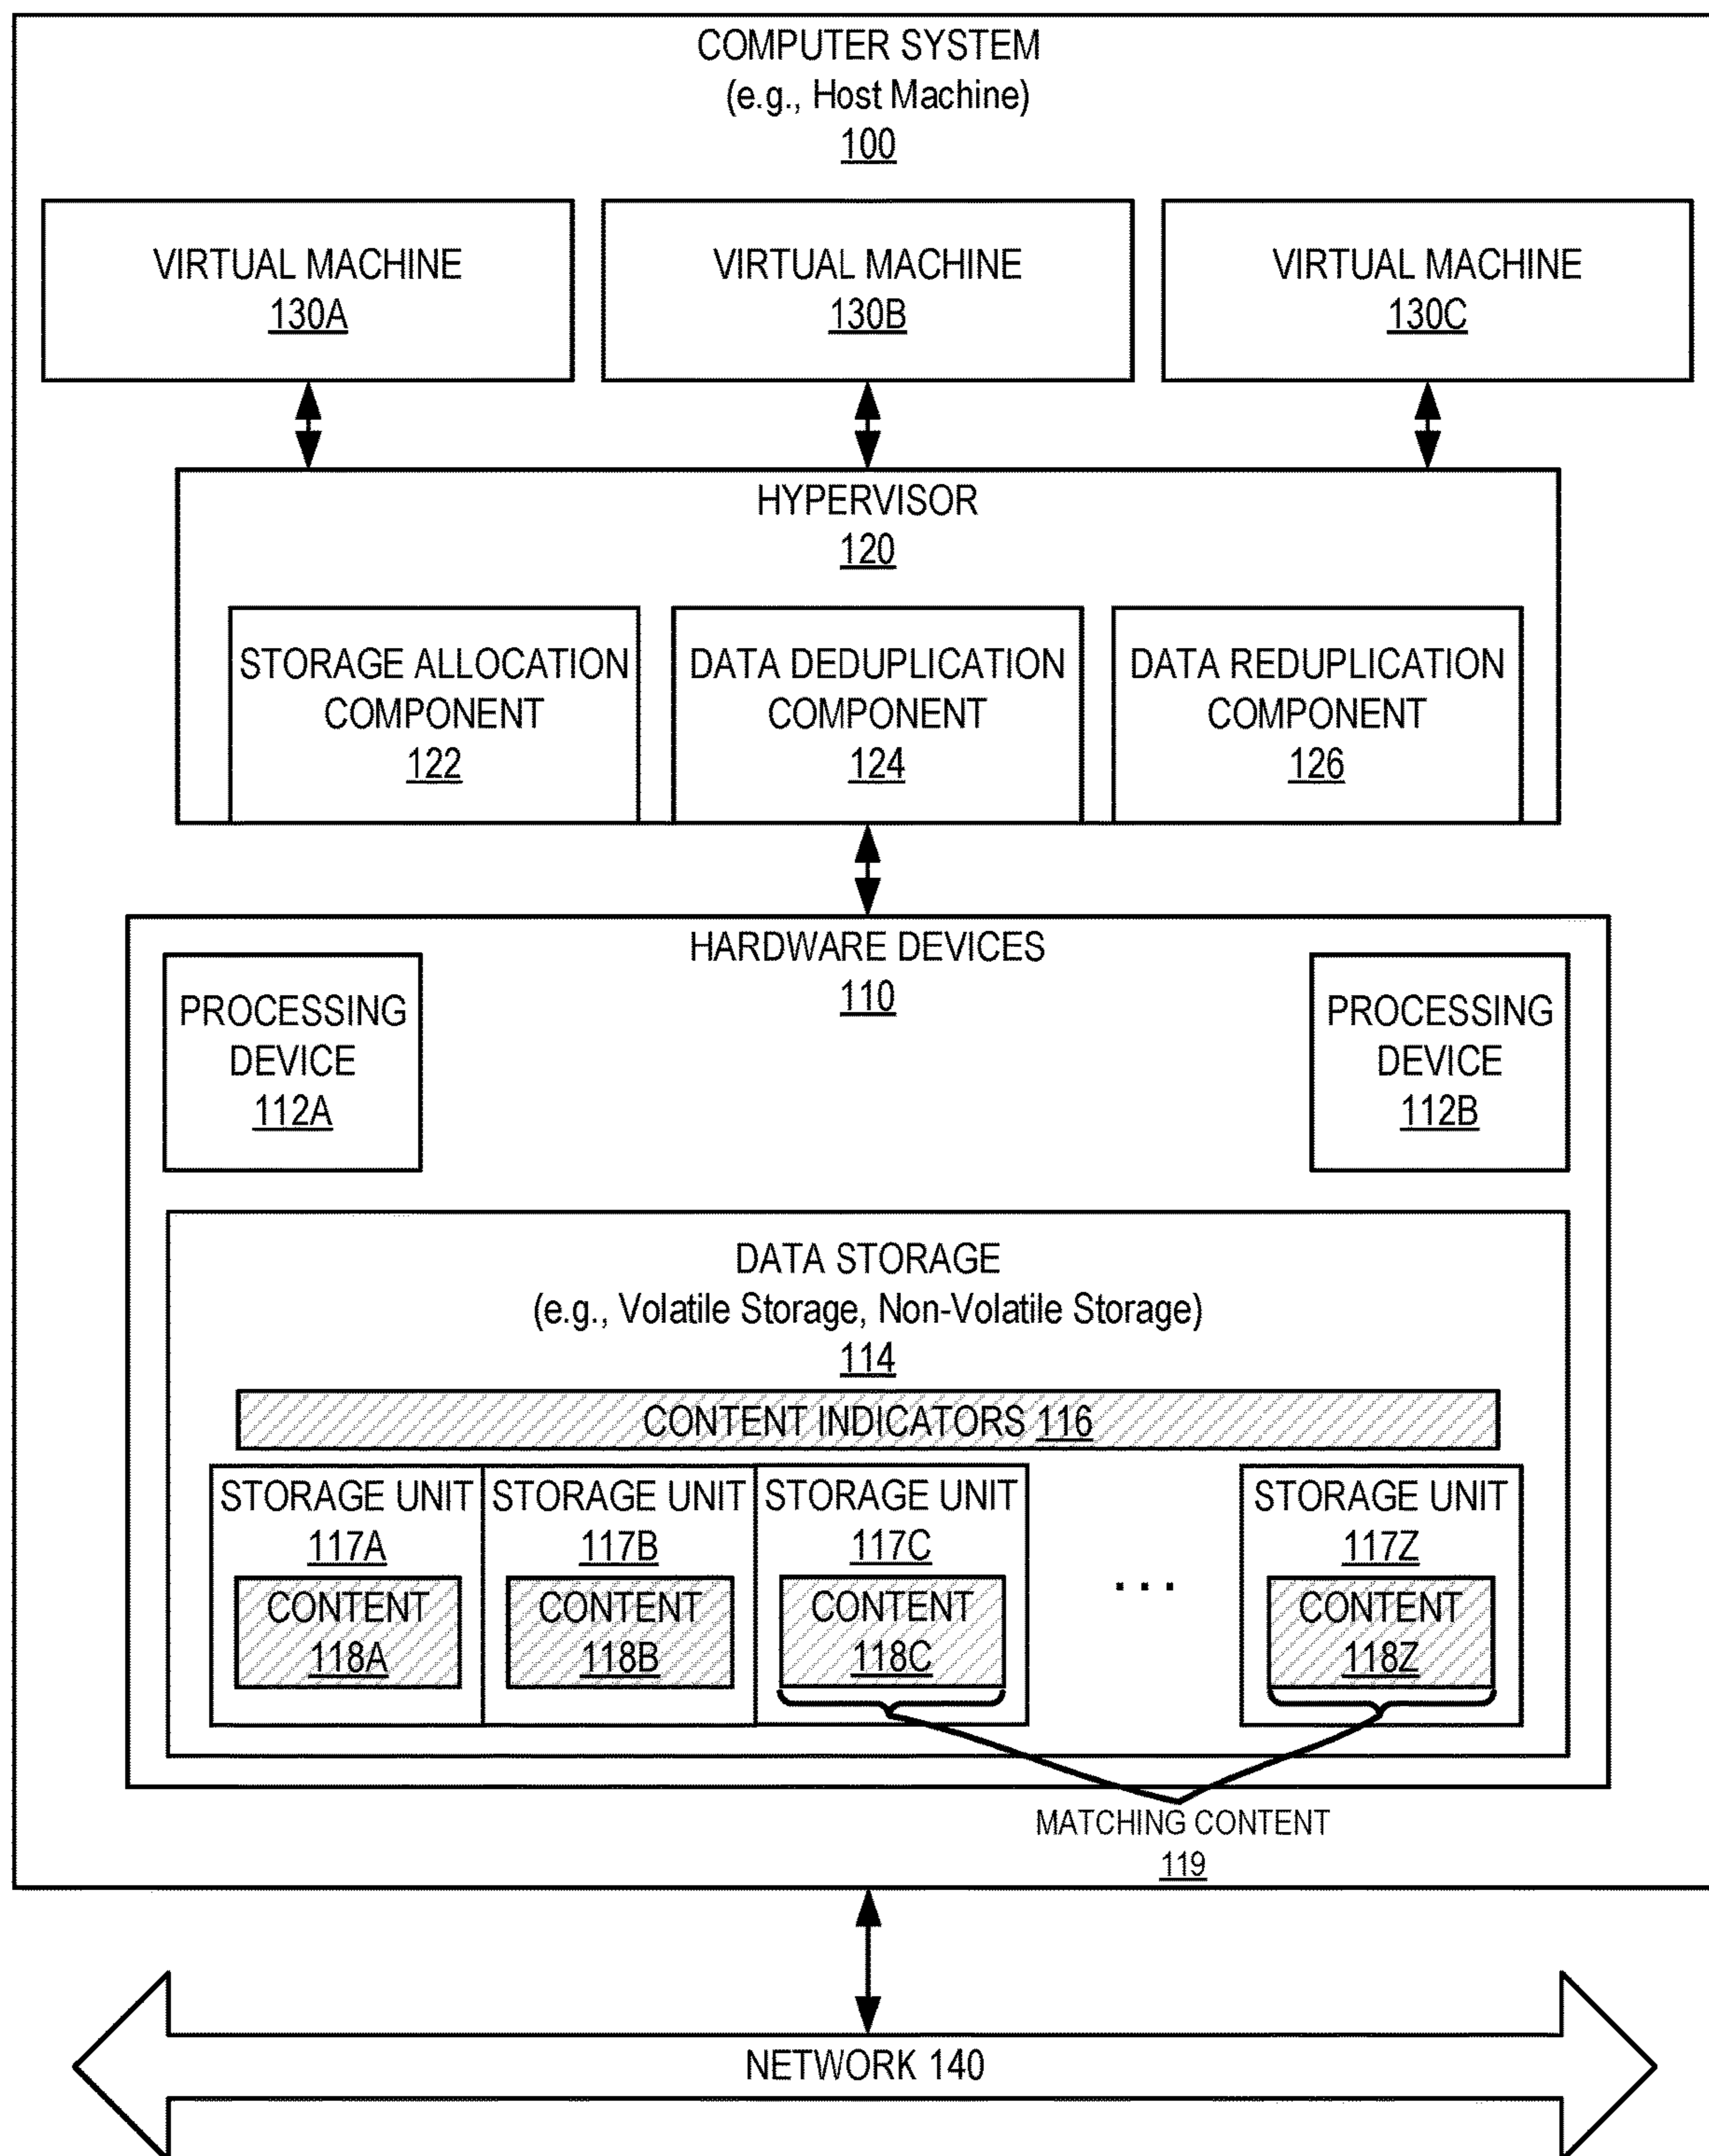 COMPUTER SYSTEM
(e.g., Host Machine)
100
VIRTUAL MACHINE
130A
VIRTUAL MACHINE
130B
VIRTUAL MACHINE
130C
HYPERVISOR
120
STORAGE ALLOCATION
COMPONENT
122
DATA DEDUPLICATION
COMPONENT
124
DATA REDUPLICATION
COMPONENT
126
HARDWARE DEVICES
110
PROCESSING
DEVICE
112A
PROCESSING
DEVICE
112B
DATA STORAGE
(e.g., Volatile Storage, Non-Volatile Storage)
114
CONTENT INDICATORS 116
STORAGE UNIT
117A
CONTENT
118A
STORAGE UNIT
117B
CONTENT
118B
STORAGE UNIT
117C
CONTENT
118C
...
STORAGE UNIT
117Z
CONTENT
118Z
MATCHING CONTENT
119
NETWORK 140